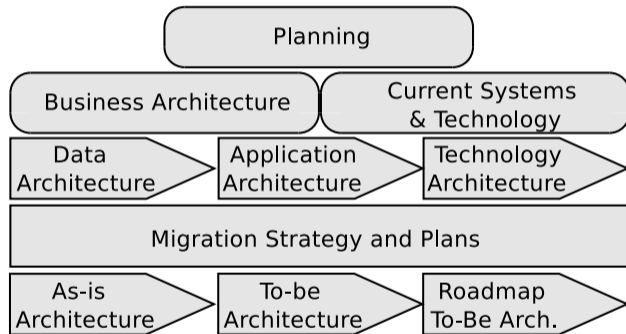 Planning
Business Architecture
Current Systems
& Technology
Data
Architecture
Application
Architecture
Technology
Architecture
Migration Strategy and Plans
As-is
Architecture
To-be
Architecture
Roadmap
To-Be Arch.